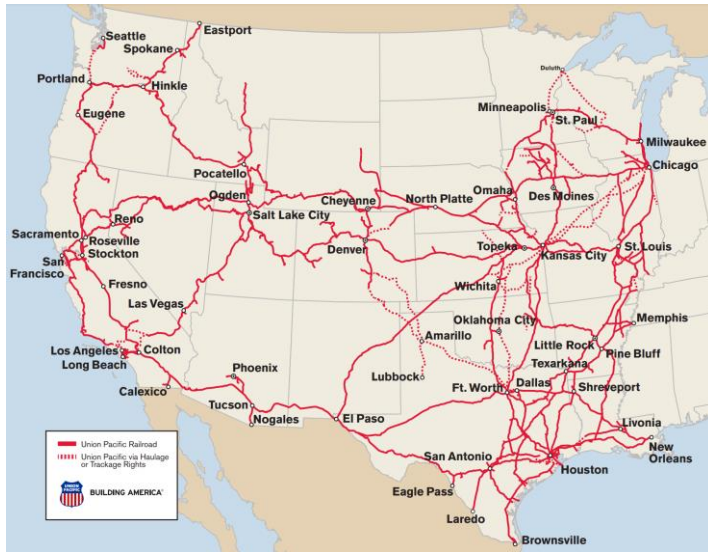 Eastport
Seattle
Spokane
Portland
Hinkle
Eugene
Duluth
Minneapolis
St. Paul
Milwaukee
Chicago
Pocatello
Ogden
Salt Lake City
Cheyenne
North Platte
Omaha
Des Moines
Reno
Sacramento
Roseville
Stockton
San
Francisco
Denver
Topeka
Kansas City
St. Louis
Fresno
Las Vegas
Wichita
Oklahoma City
Amarillo
Memphis
Little Rock
Pine Bluff
Los Angeles
Long Beach
Colton
Phoenix
Lubbock
Texarkana
Calexico
Tucson
Nogales
El Paso
Ft. Worth
Dallas
Shreveport
Livonia
New
Orleans
San Antonio
Houston
Eagle Pass
Laredo
Brownsville
Union Pacific Railroad
Union Pacific via Haulage
or Trackage Rights
UNION
PACIFIC
BUILDING AMERICA®